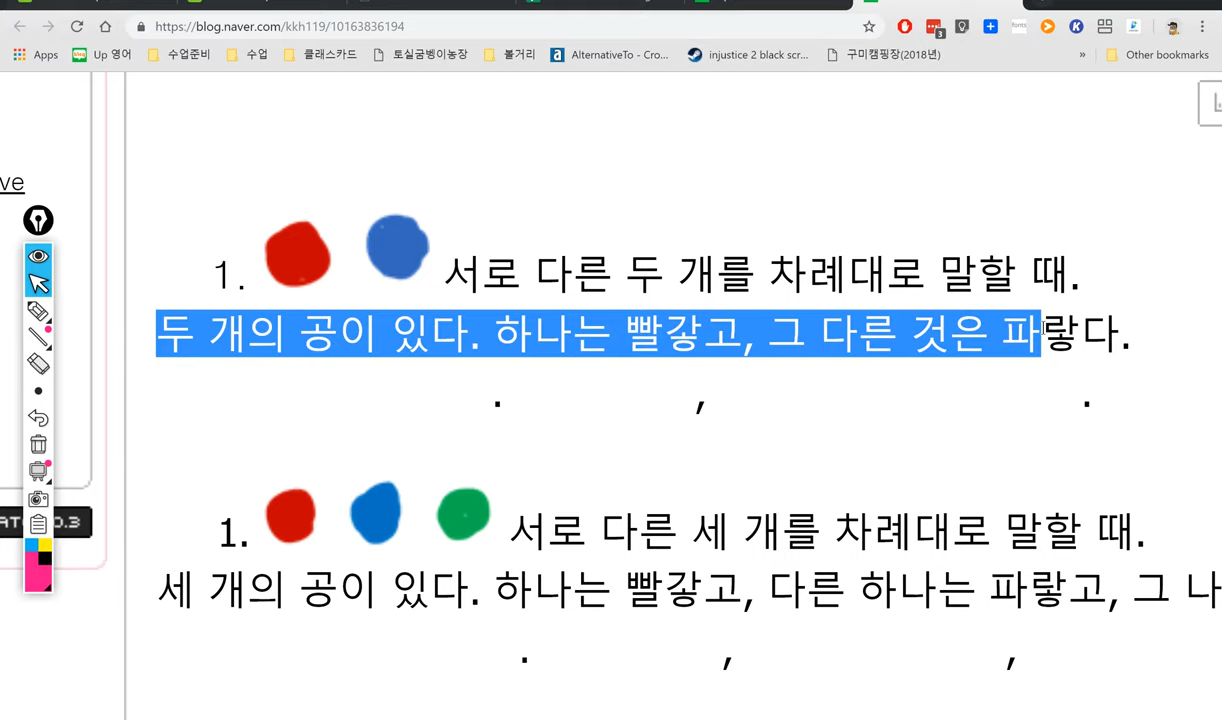 https://blog.naver.com/kkh119/10163836194
fonts
3
Apps Up 영어 수업준비 수업 클래스카드 토실굼벵이농장 볼거리 AlternativeTo - Cro... injustice 2 black scr... 구미캠핑장(2018년) » Other bookmarks
ve
1. 서로 다른 두 개를 차례대로 말할 때.
두 개의 공이 있다. 하나는 빨갛고, 그 다른 것은 파랗다.
. , .
1. 서로 다른 세 개를 차례대로 말할 때.
세 개의 공이 있다. 하나는 빨갛고, 다른 하나는 파랗고, 그 나
. , ,